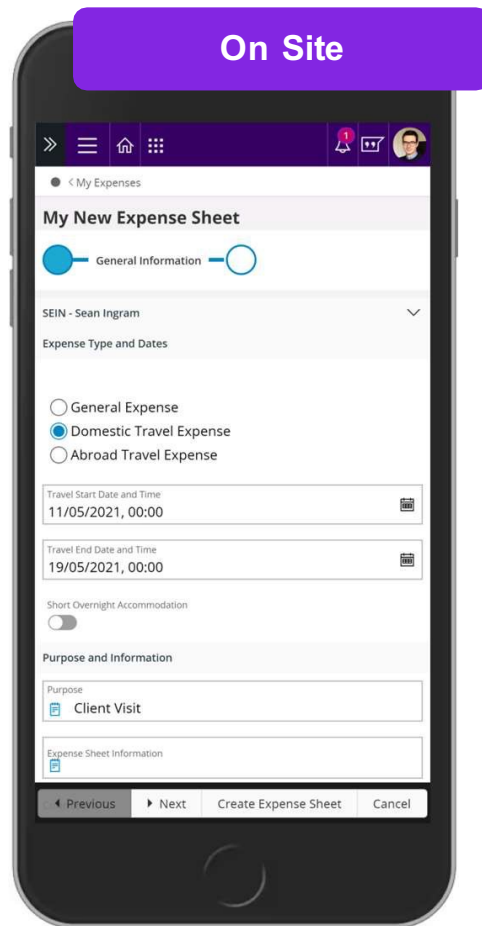 On Site
1
< My Expenses
My New Expense Sheet
General Information
SEIN - Sean Ingram
Expense Type and Dates
General Expense
Domestic Travel Expense
Abroad Travel Expense
Travel Start Date and Time
11/05/2021, 00:00
Travel End Date and Time
19/05/2021, 00:00
Short Overnight Accommodation
Purpose and Information
Purpose
Client Visit
Expense Sheet Information
Previous Next Create Expense Sheet Cancel